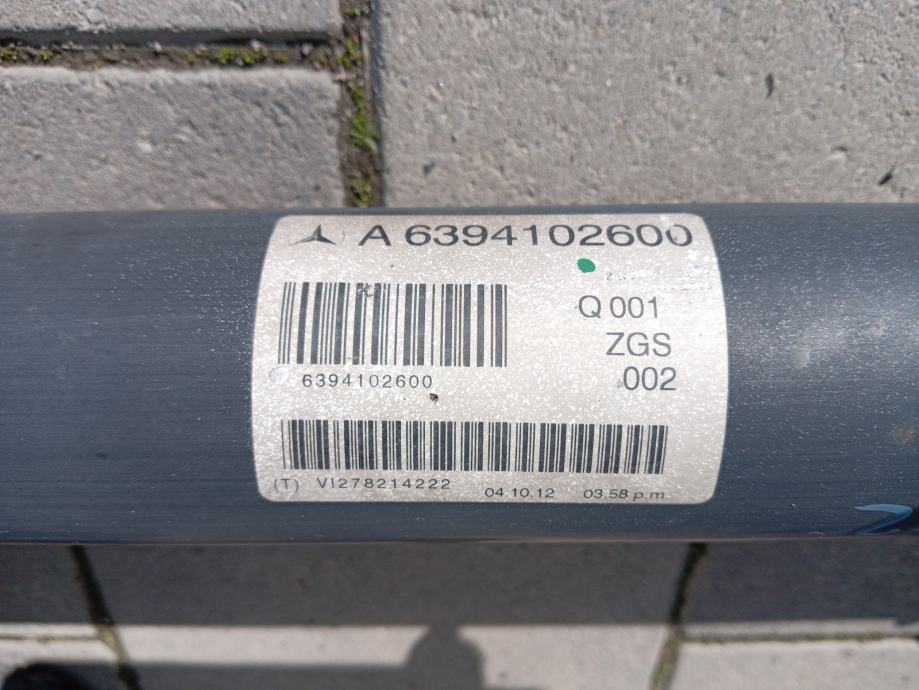 A 6394102600
Q 001
ZGS
002
6394102600
(T) VI278214222 04.10.12 03.58 p.m.